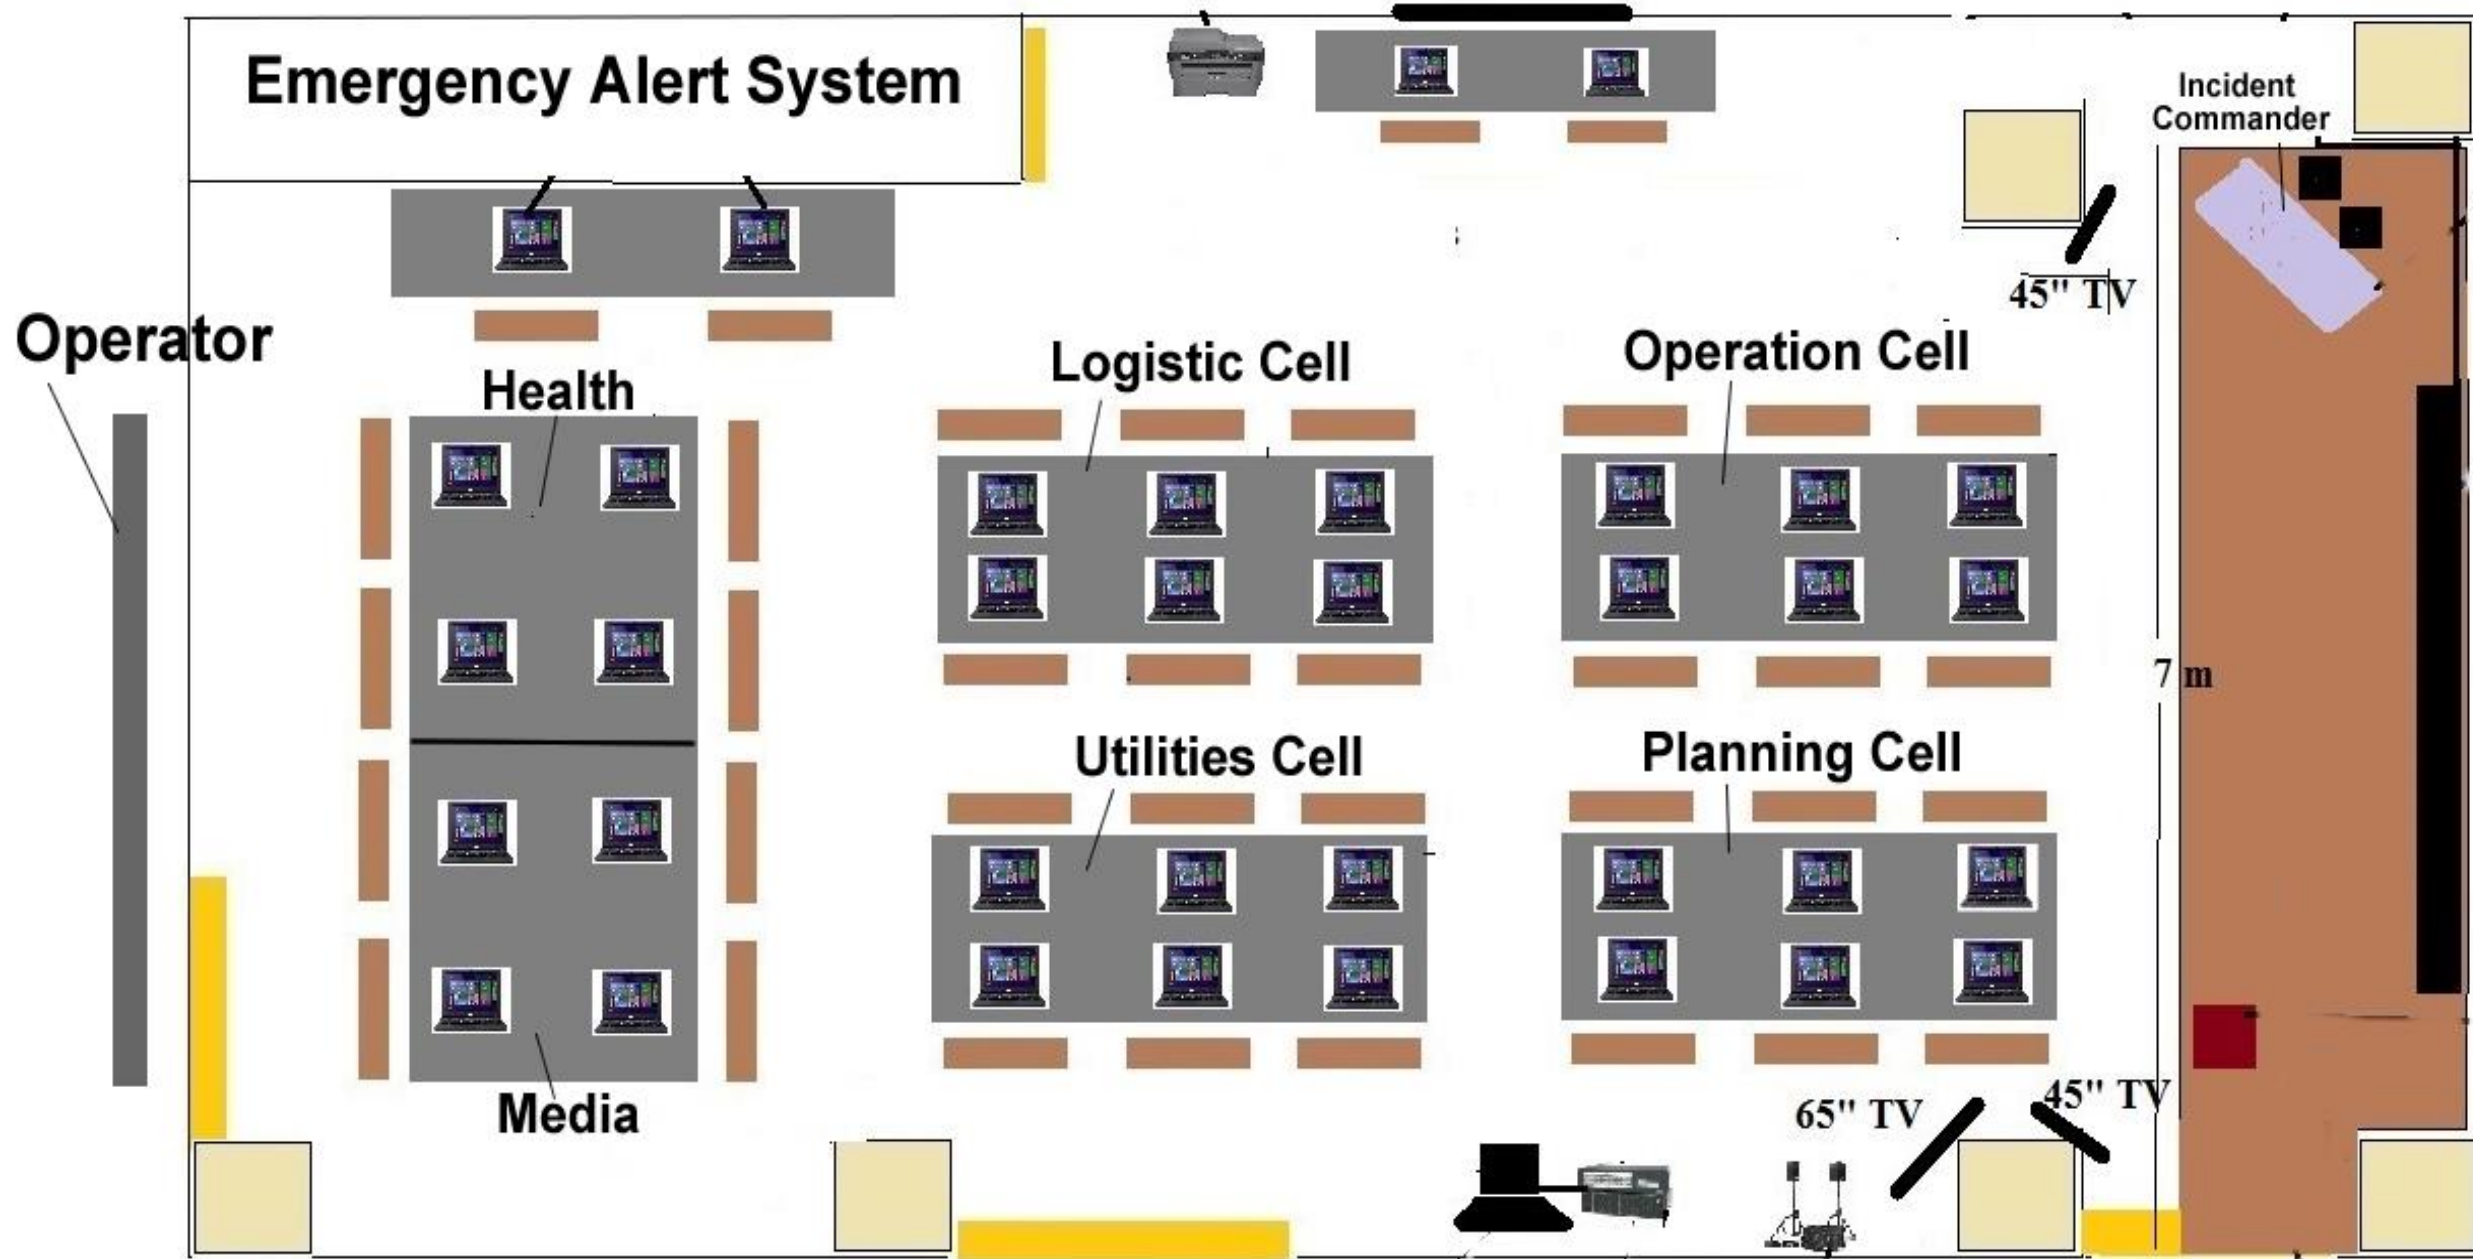 Emergency Alert System
Incident
Commander
45" TV
Operator
Health
Logistic Cell
Operation Cell
7 m
Utilities Cell
Planning Cell
65" TV
45" TV
Media